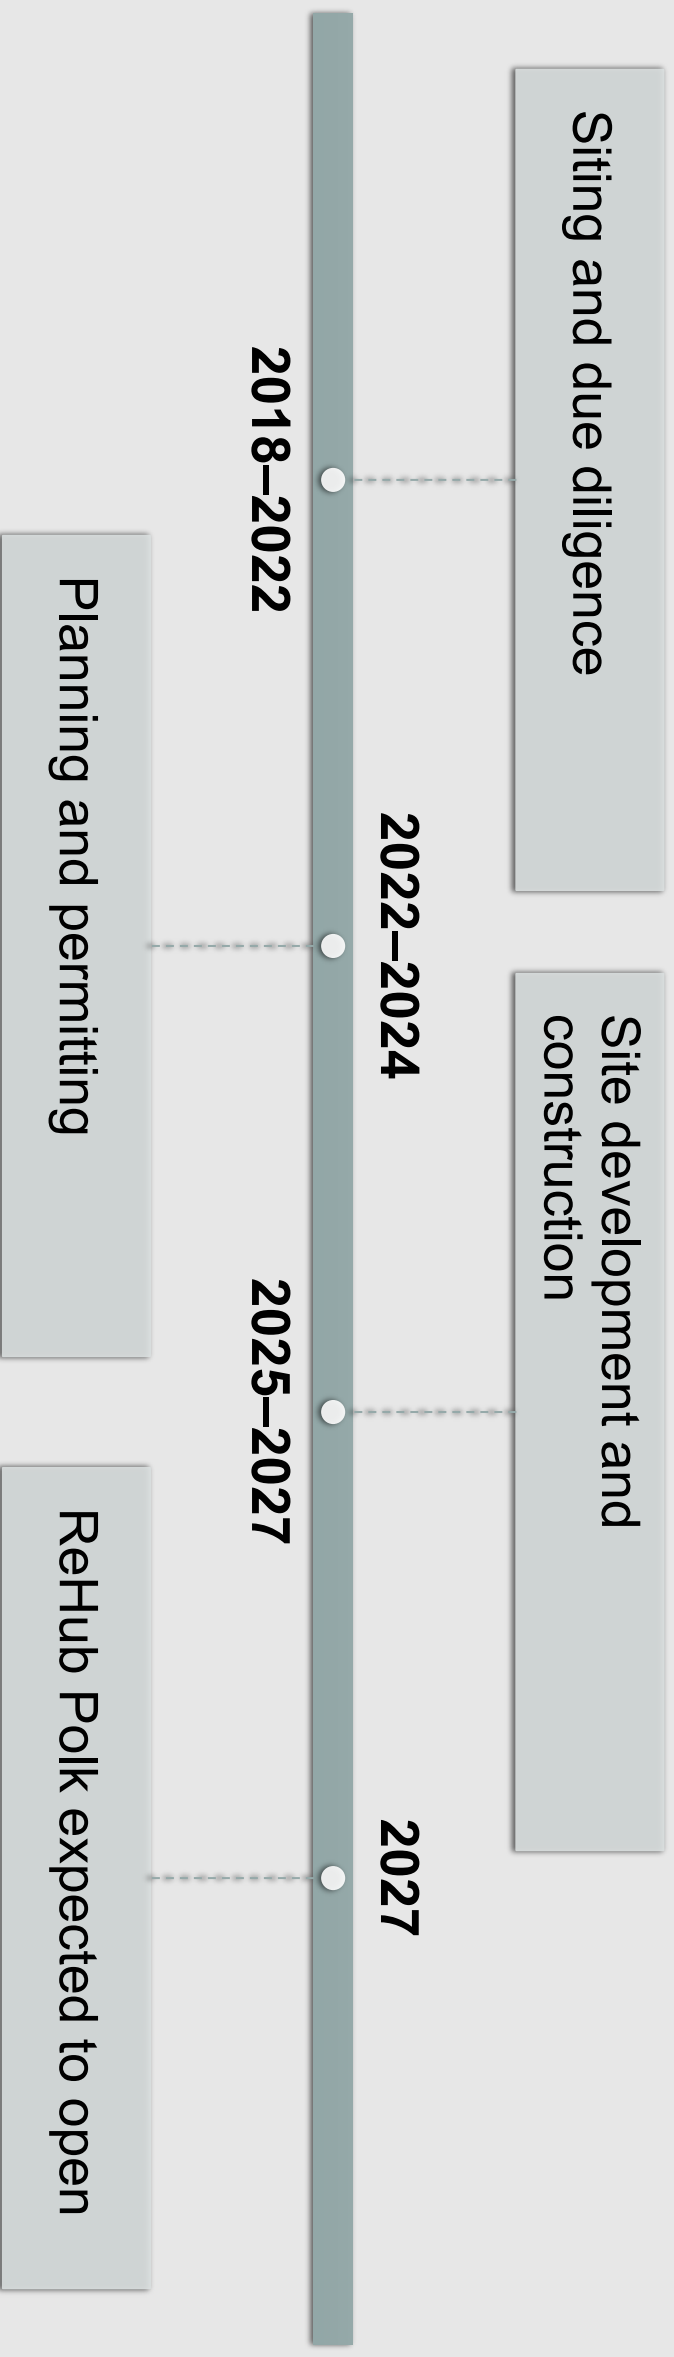 Siting and due diligence
2018–2022
2022–2024
Planning and permitting
Site development and
construction
2025–2027
2027
ReHub Polk expected to open